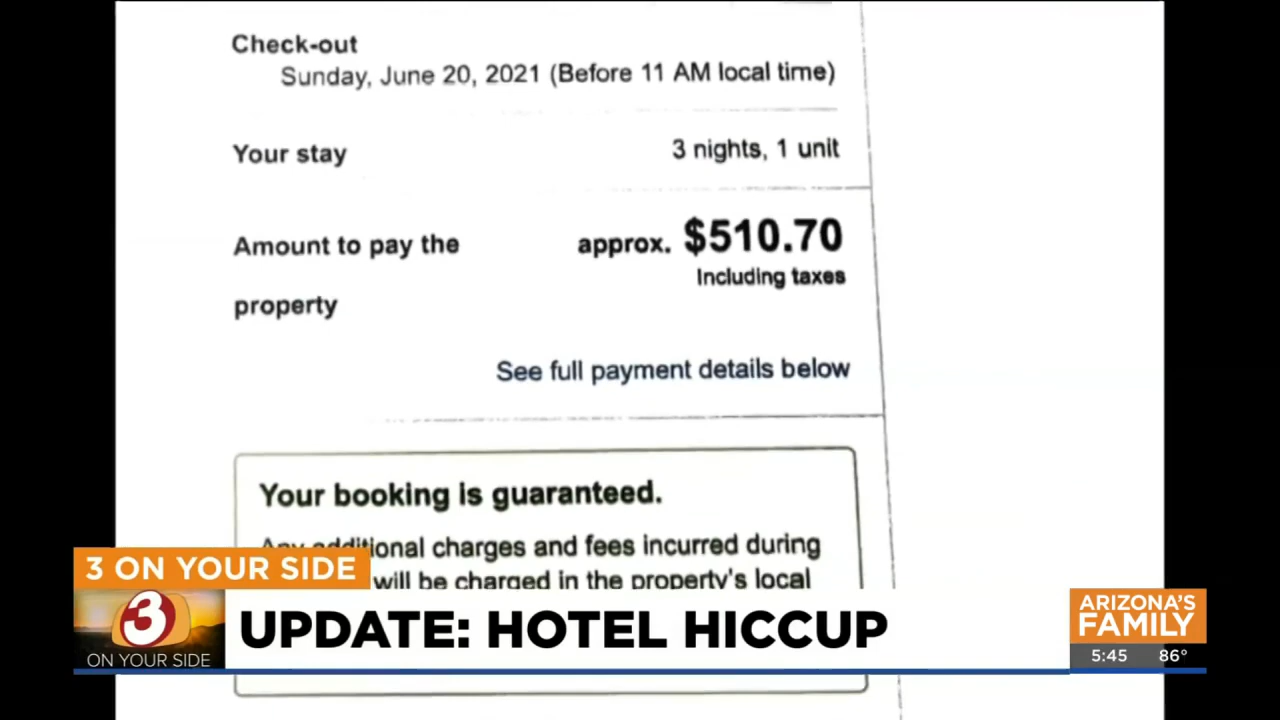 Check-out
Sunday, June 20, 2021 (Before 11 AM local time)
Your stay
3 nights, 1 unit
Amount to pay the
property
approx. $510.70
Including taxes
See full payment details below
Your booking is guaranteed.
Any additional charges and fees incurred during
will be charged in the property's local
3 ON YOUR SIDE
3
ON YOUR SIDE
UPDATE: HOTEL HICCUP
ARIZONA'S
FAMILY
5:45 86°